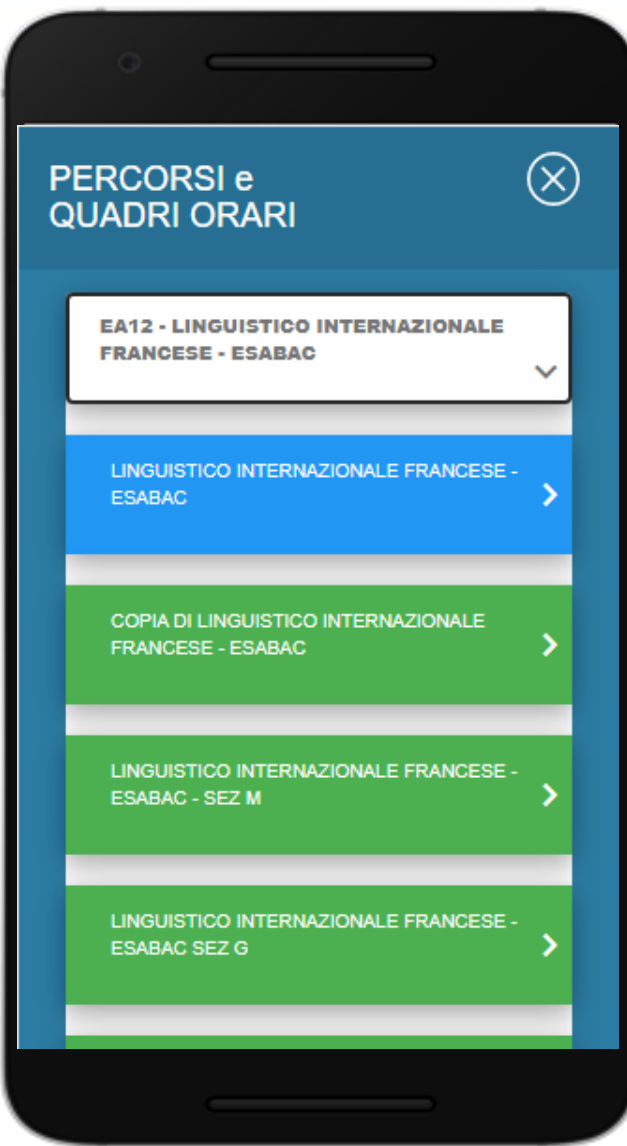 PERCORSI e
QUADRI ORARI
EA12 - LINGUISTICO INTERNAZIONALE
FRANCESE - ESABAC
LINGUISTICO INTERNAZIONALE FRANCESE -
ESABAC
COPIA DI LINGUISTICO INTERNAZIONALE
FRANCESE - ESABAC
LINGUISTICO INTERNAZIONALE FRANCESE -
ESABAC - SEZ M
LINGUISTICO INTERNAZIONALE FRANCESE -
ESABAC SEZ G